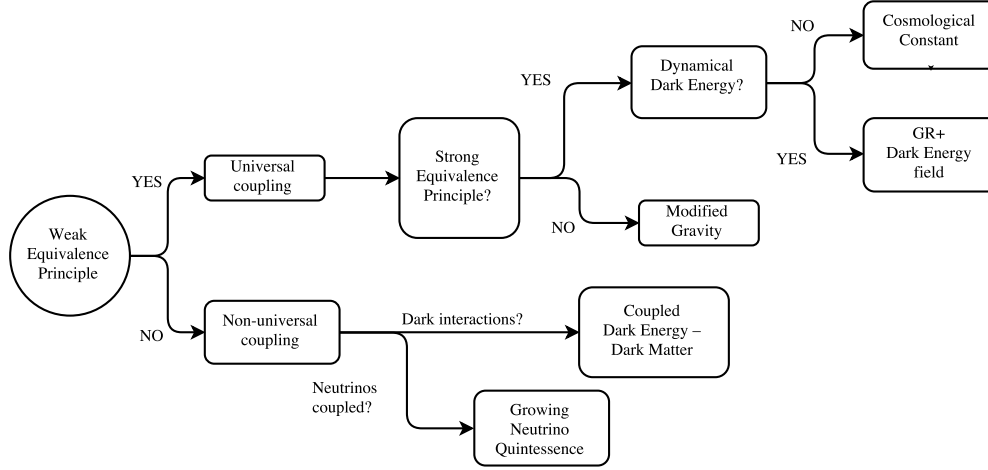 NO
Cosmological
Constant
Dynamical
Dark Energy?
YES
YES
GR+
Dark Energy
field
Strong
Equivalence
Principle?
Universal
coupling
YES
NO
Modified
Gravity
Weak
Equivalence
Principle
NO
Non-universal
coupling
Dark interactions?
Coupled
Dark Energy –
Dark Matter
Neutrinos
coupled?
Growing
Neutrino
Quintessence